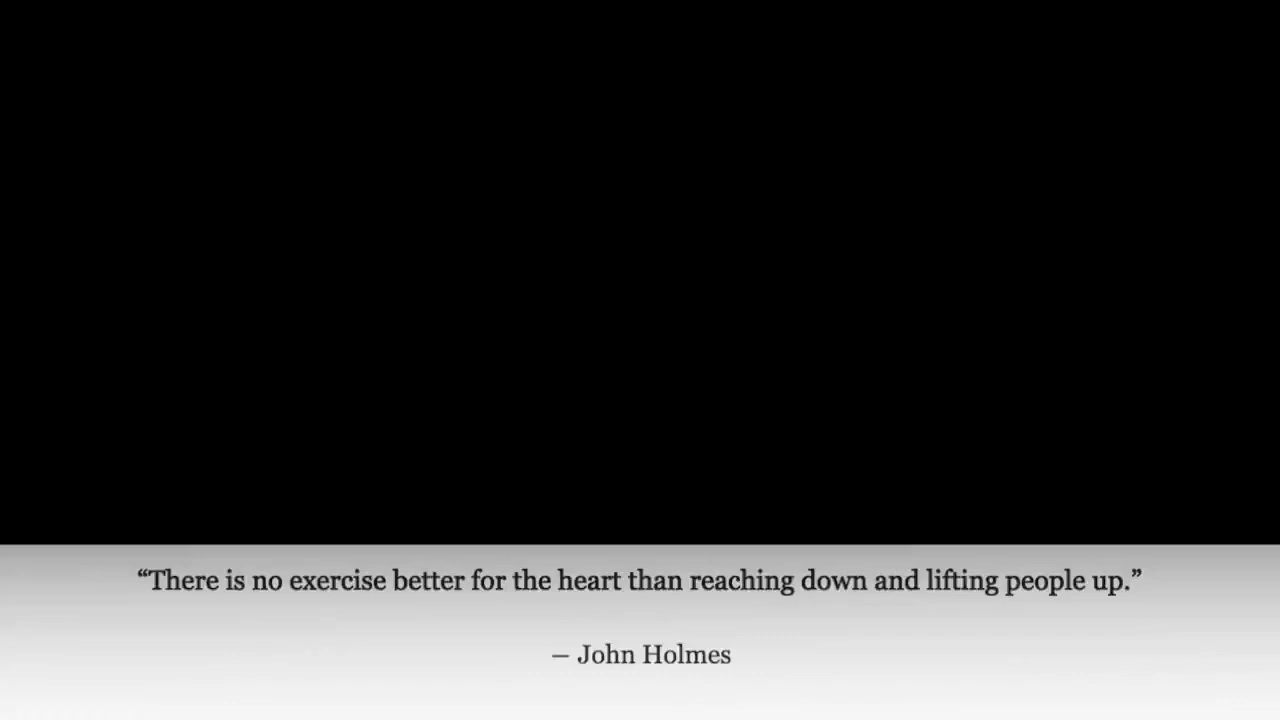 “There is no exercise better for the heart than reaching down and lifting people up.”
— John Holmes